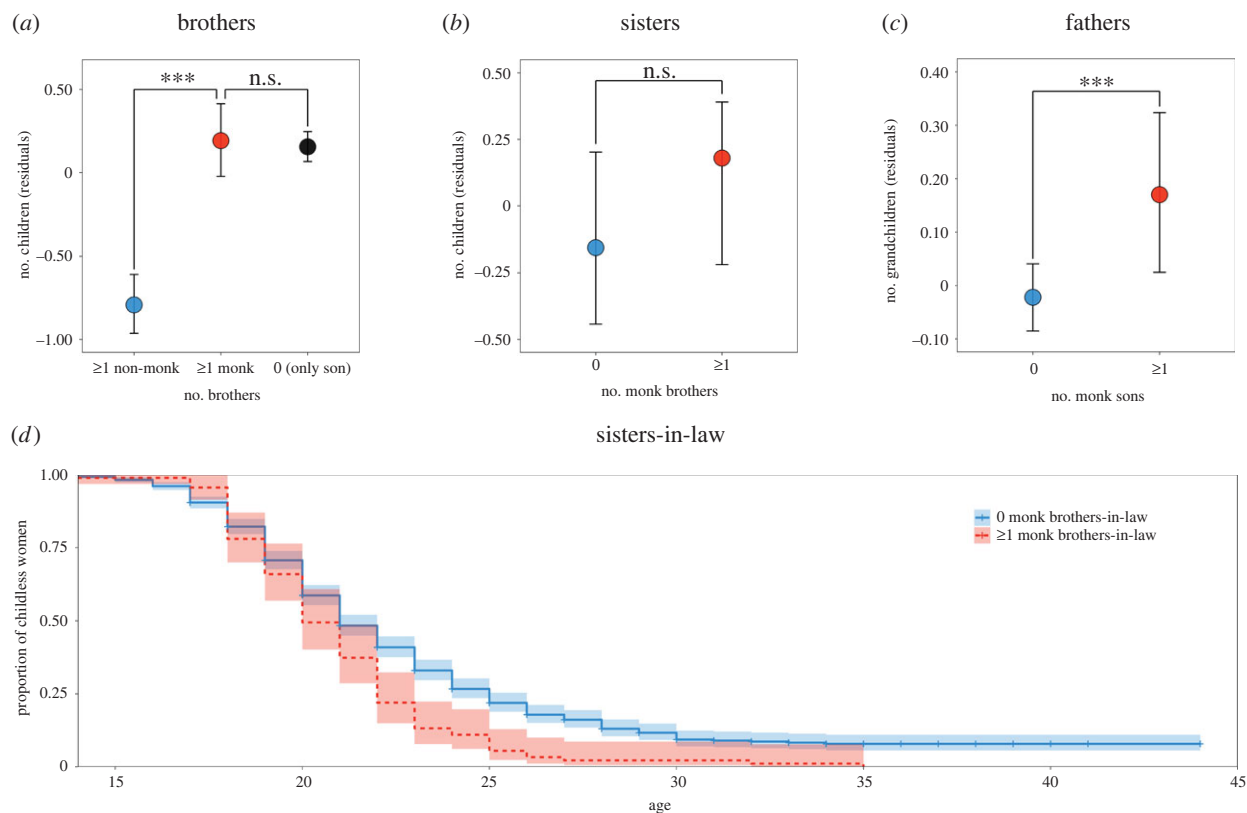 (a) brothers
no. children (residuals)
0.50
0
–0.50
–1.00
***
n.s.
≥1 non-monk
≥1 monk
0 (only son)
no. brothers
(b) sisters
no. children (residuals)
0.50
0.25
0
–0.25
–0.50
n.s.
0
≥1
no. monk brothers
(c) fathers
no. grandchildren (residuals)
0.40
0.30
0.20
0.10
0
–0.10
***
0
≥1
no. monk sons
(d) sisters-in-law
proportion of childless women
1.00
0.75
0.50
0.25
0
0 monk brothers-in-law
≥1 monk brothers-in-law
15 20 25 30 35 40 45
age